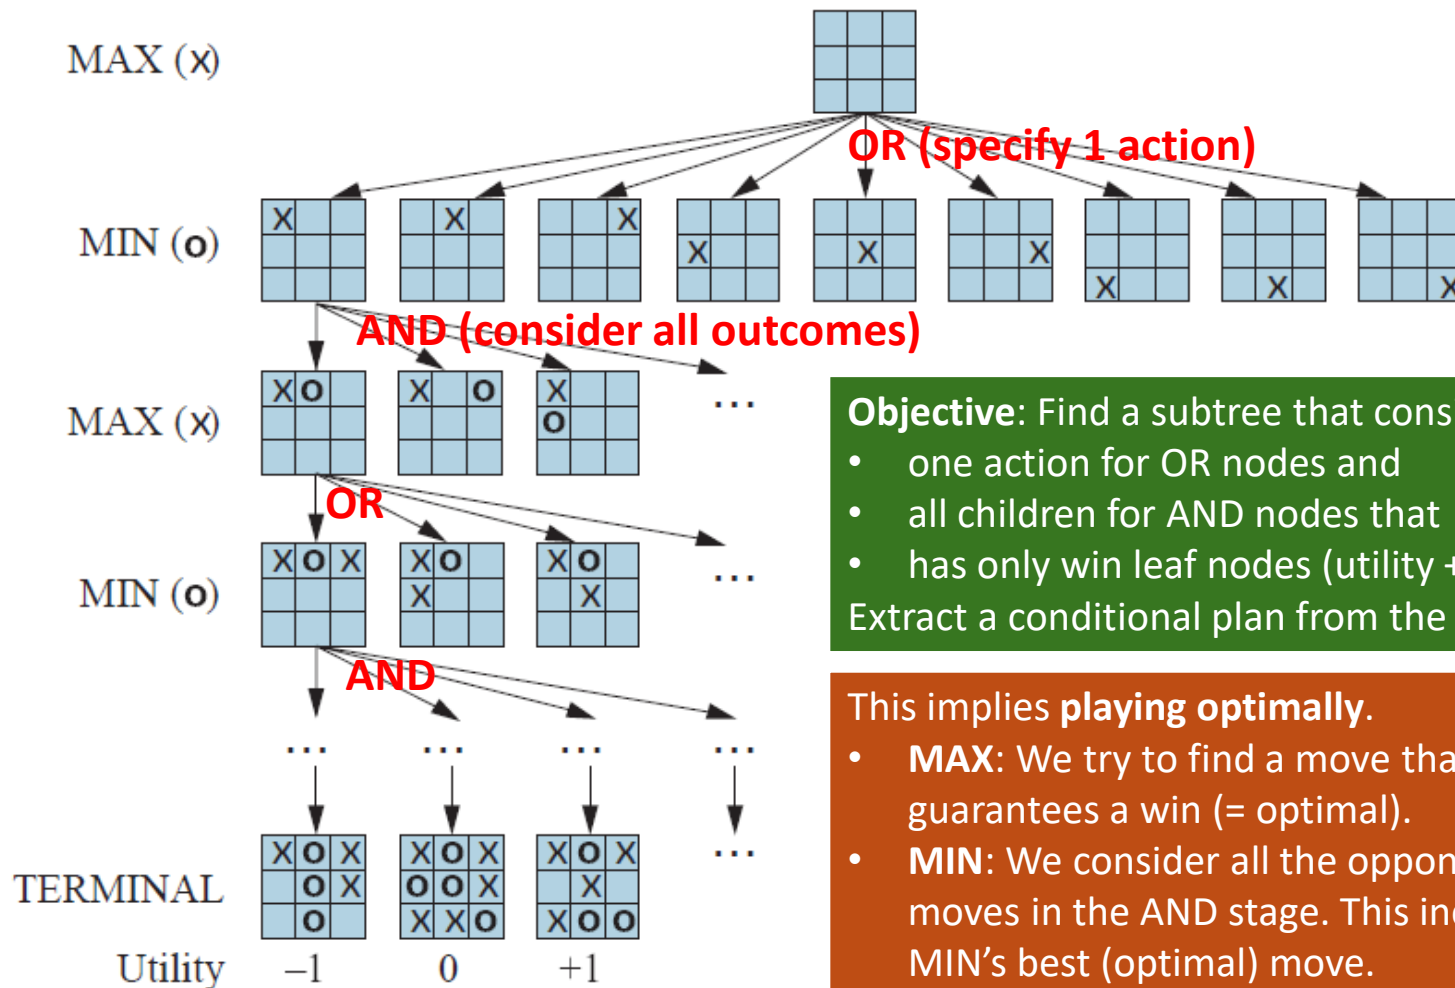 MAX (x)
OR (specify 1 action)
MIN (o)
X X X X X X X X X
AND (consider all outcomes)
MAX (x)
X O X O X ...
O
OR
MIN (o)
X O X X O X O ...
X X
AND
... ... ... ...
TERMINAL
X O X X O X X O X ...
O X O O X X
O X X O X O O
Utility –1 0 +1
Objective: Find a subtree that cons
• one action for OR nodes and
• all children for AND nodes that
• has only win leaf nodes (utility +
Extract a conditional plan from the
This implies playing optimally.
• MAX: We try to find a move tha
guarantees a win (= optimal).
• MIN: We consider all the oppon
moves in the AND stage. This inc
MIN's best (optimal) move.